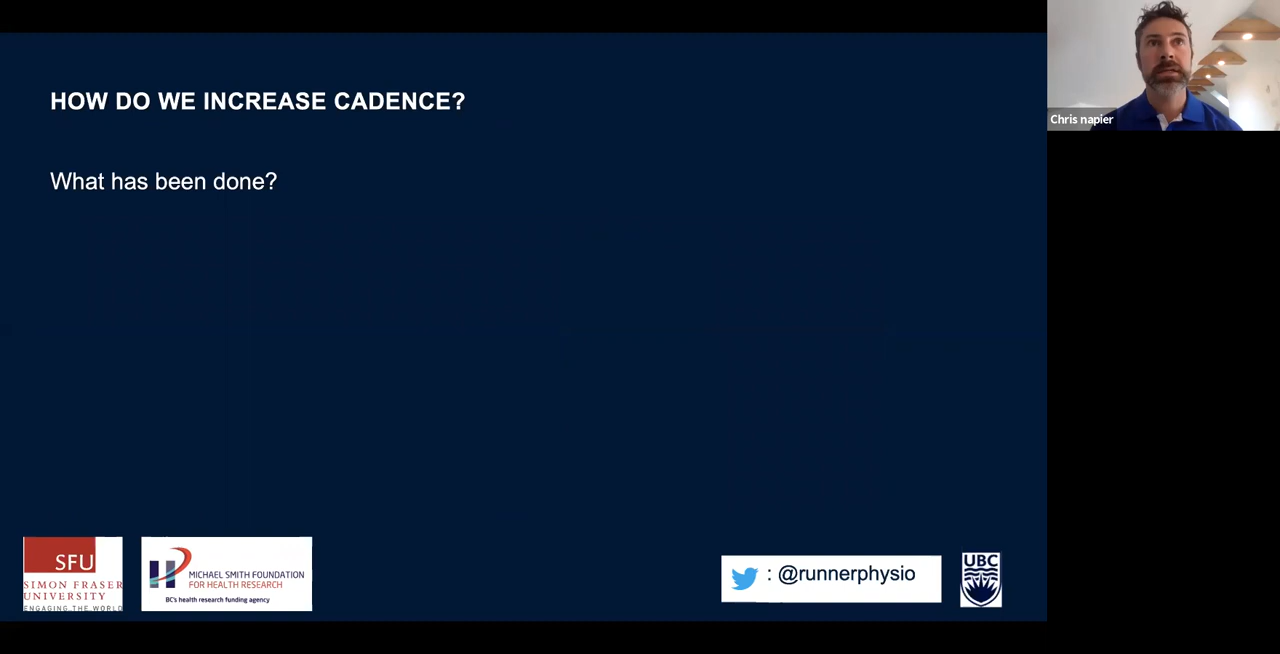 HOW DO WE INCREASE CADENCE?
What has been done?
Chris napier
SFU
SIMON FRASER
UNIVERSITY
ENGAGING THE WORLD
MICHAEL SMITH FOUNDATION
FOR HEALTH RESEARCH
BC's health research funding agency
: @runnerphysio
UBC